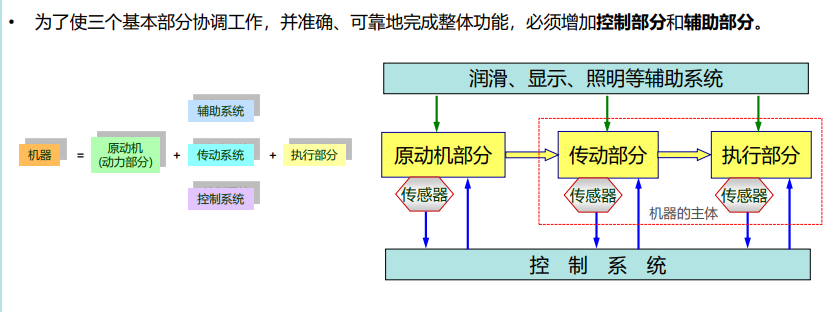 • 为了使三个基本部分协调工作，并准确、可靠地完成整体功能，必须增加控制部分和辅助部分。
辅助系统
机器 = 原动机 + 传动系统 + 执行部分
(动力部分)
控制系统
润滑、显示、照明等辅助系统
原动机部分 传动部分 执行部分
传感器 传感器 传感器
机器的主体
控 制 系 统